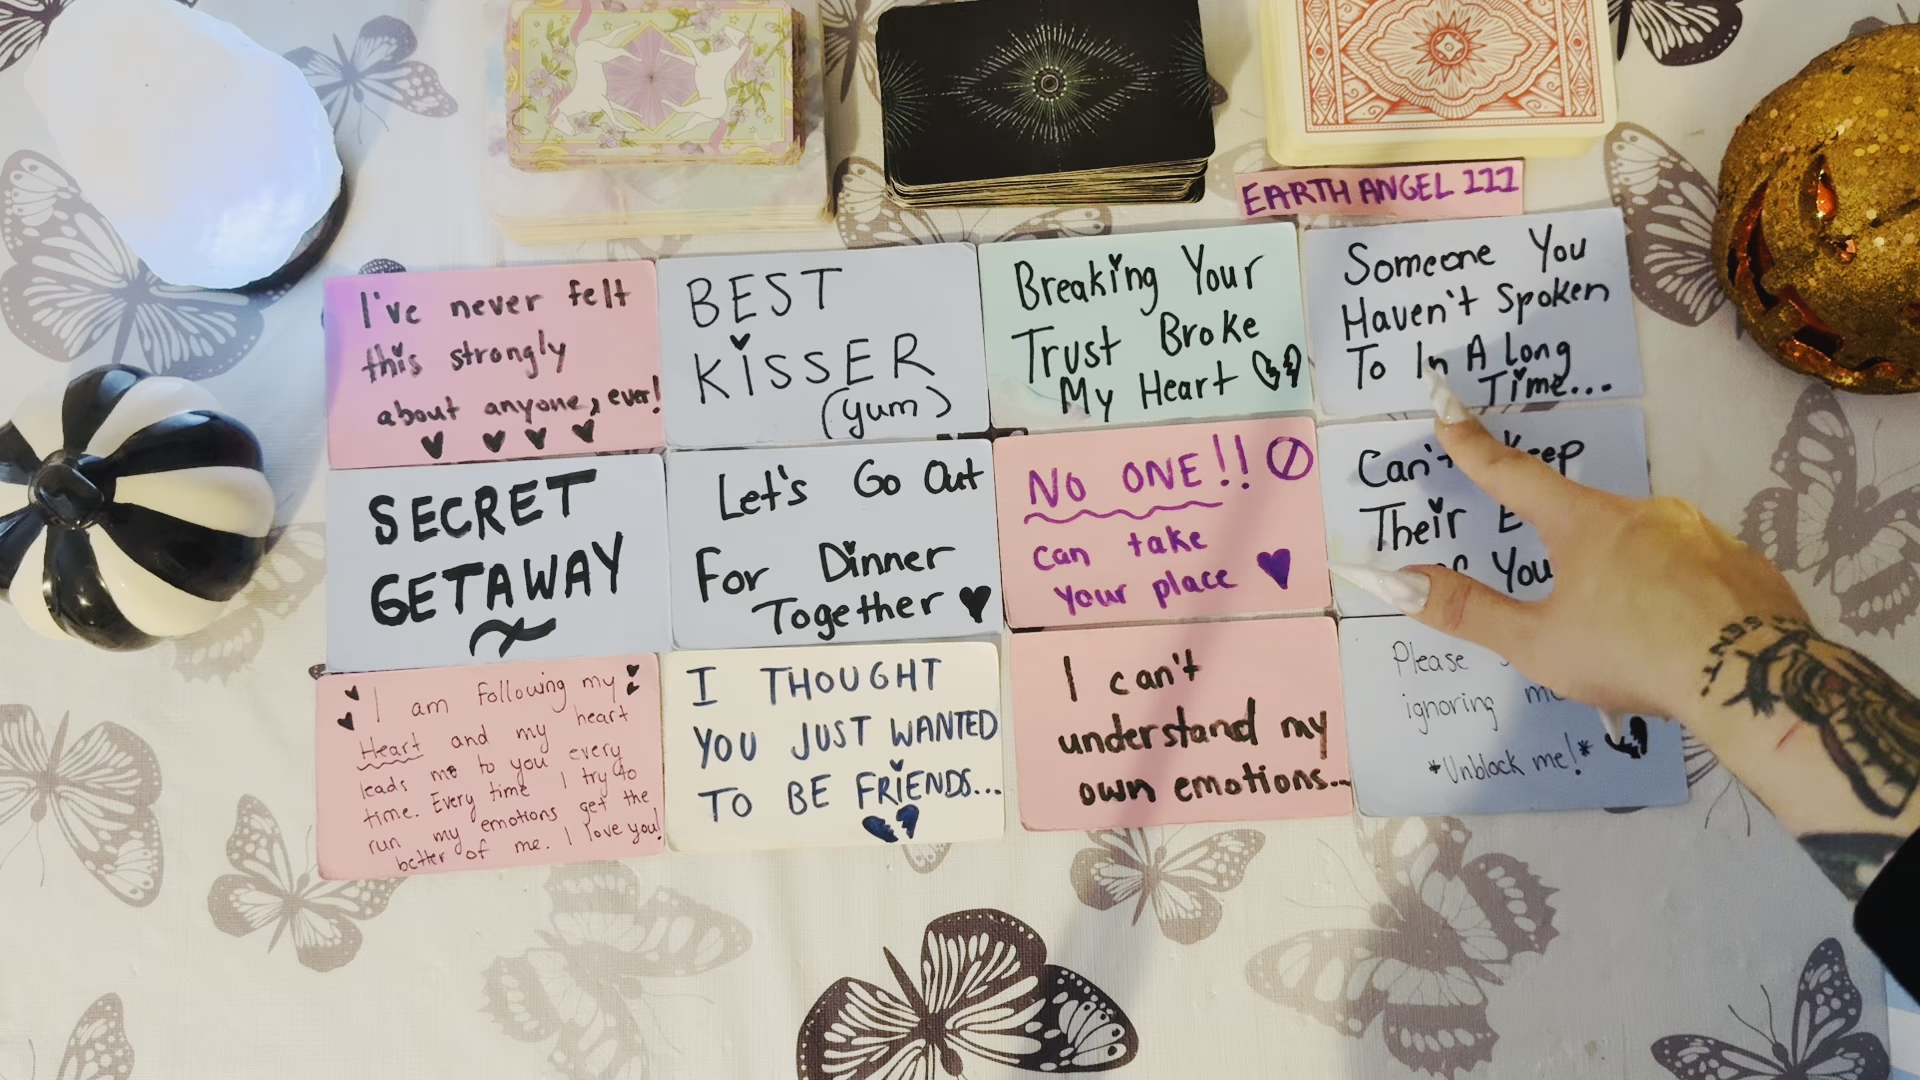 EARTH ANGEL 111
I've never felt
this strongly
about anyone, ever!
BEST
KISSER
(yum)
Breaking Your
Trust Broke
My Heart
Someone You
Haven't Spoken
To In A Long
Time...
SECRET
GETAWAY
Let's Go Out
For Dinner
Together
NO ONE!!
can take
your place
Can't
Their
You
I am following my
Heart and my heart
leads me to you every
time. Every time I try to
run my emotions get the
better of me. I love you!
I THOUGHT
YOU JUST WANTED
TO BE FRIENDS...
I can't
understand my
own emotions...
Please
ignoring me
*Unblock me!*